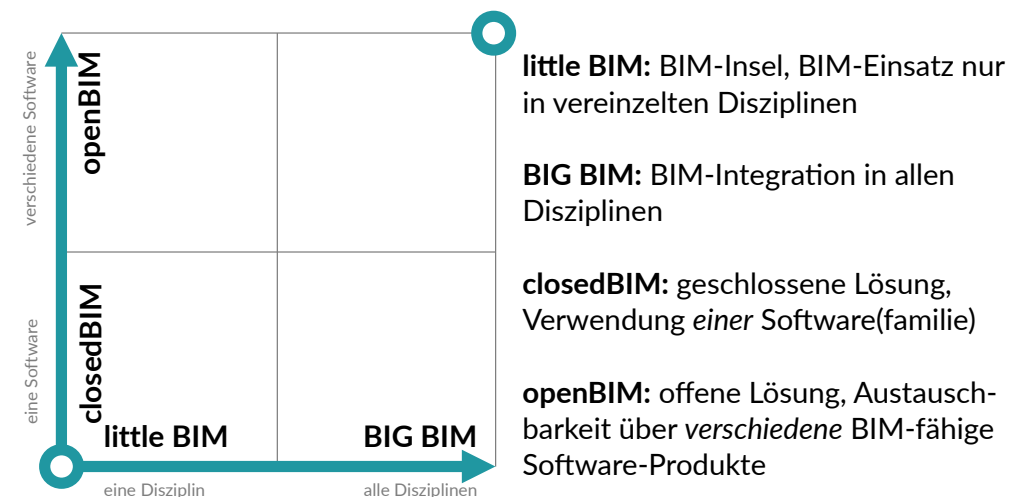 verschiedene Software
openBIM
eine Software
closedBIM
little BIM
BIG BIM
eine Disziplin
alle Disziplinen
little BIM: BIM-Insel, BIM-Einsatz nur
in vereinzelten Disziplinen
BIG BIM: BIM-Integration in allen
Disziplinen
closedBIM: geschlossene Lösung,
Verwendung einer Software(familie)
openBIM: offene Lösung, Austausch-
barkeit über verschiedene BIM-fähige
Software-Produkte